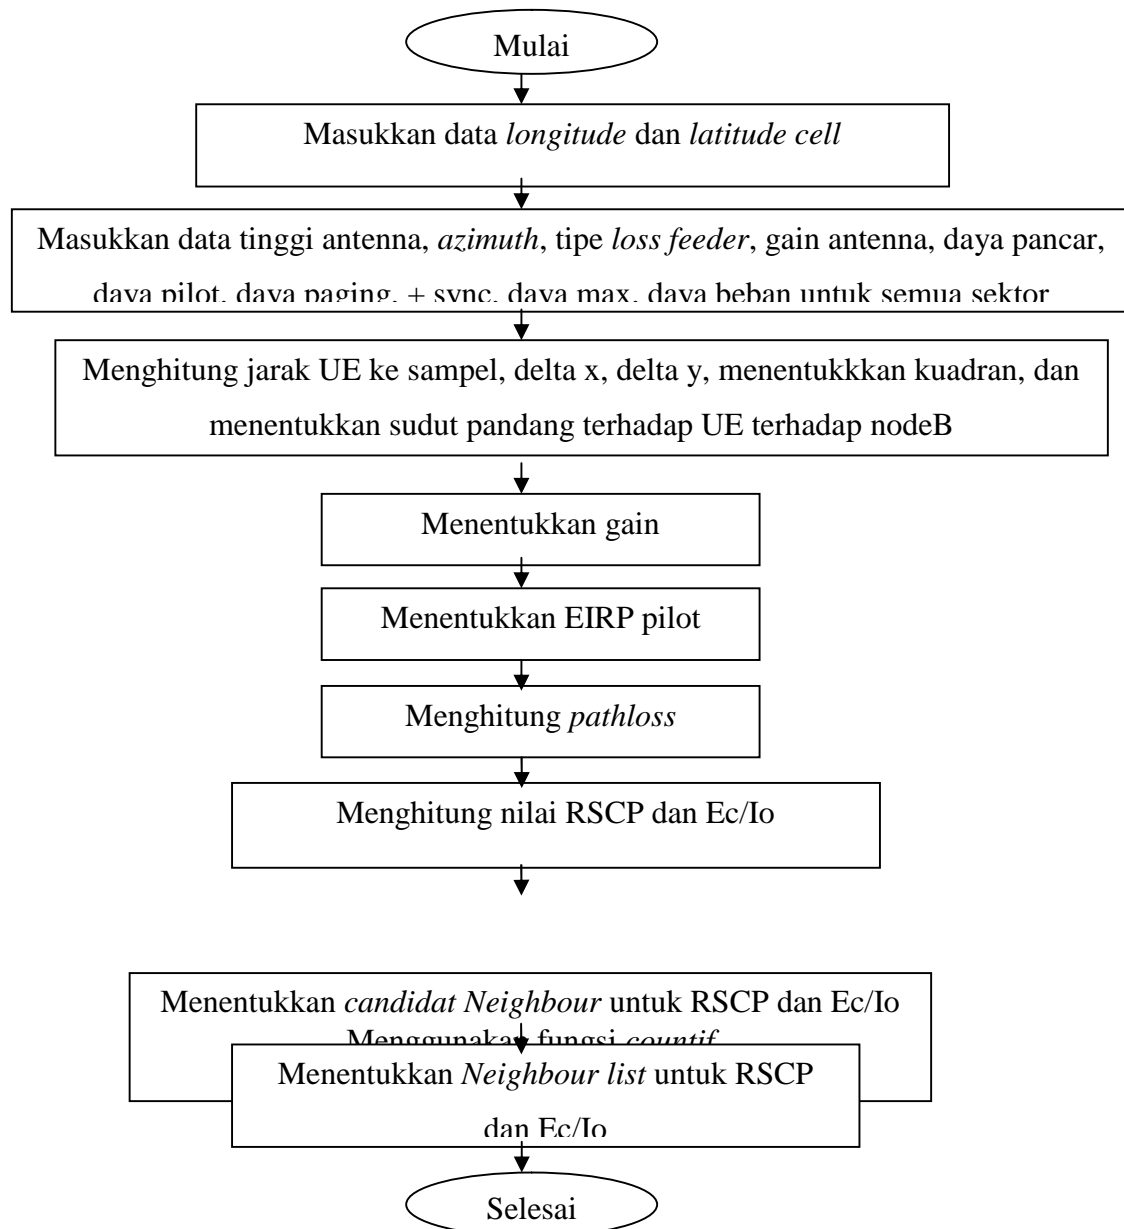 Mulai
Masukkan data longitude dan latitude cell
Masukkan data tinggi antenna, azimuth, tipe loss feeder, gain antenna, daya pancar,
daya pilot, daya paging, + sync, daya max, daya beban untuk semua sektor
Menghitung jarak UE ke sampel, delta x, delta y, menentukkkan kuadran, dan
menentukkan sudut pandang terhadap UE terhadap nodeB
Menentukkan gain
Menentukkan EIRP pilot
Menghitung pathloss
Menghitung nilai RSCP dan Ec/Io
Menentukkan candidat Neighbour untuk RSCP dan Ec/Io
Menggunakan fungsi countif
Menentukkan Neighbour list untuk RSCP
dan Ec/Io
Selesai